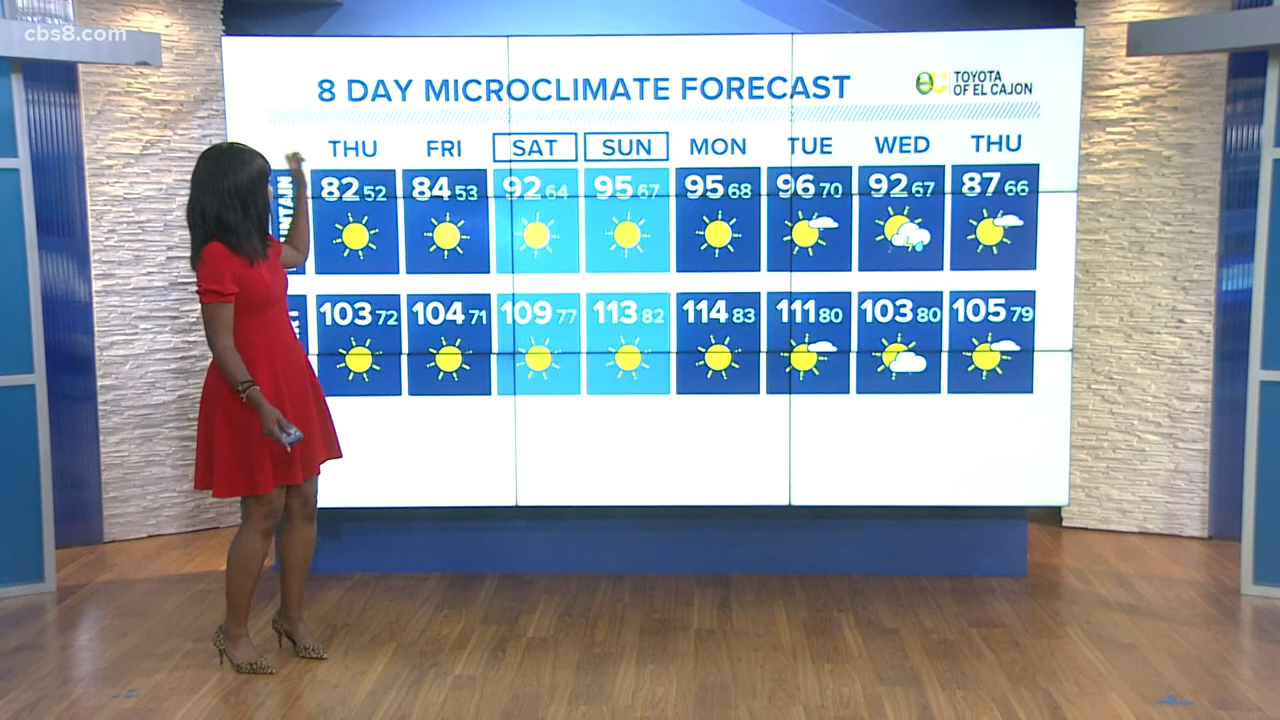 cbs8.com
8 DAY MICROCLIMATE FORECAST
TOYOTA
OF EL CAJON
THU FRI SAT SUN MON TUE WED THU
82 52 84 53 92 64 95 67 95 68 96 70 92 67 87 66
103 72 104 71 109 77 113 82 114 83 111 80 103 80 105 79